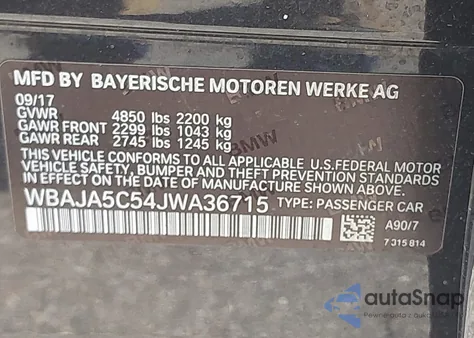 MFD BY BAYERISCHE MOTOREN WERKE AG
09/17
GVWR 4850 lbs 2200 kg
GAWR FRONT 2299 lbs 1043 kg
GAWR REAR 2745 lbs 1245 kg
THIS VEHICLE CONFORMS TO ALL APPLICABLE U.S.FEDERAL MOTOR
VEHICLE SAFETY, BUMPER AND THEFT PREVENTION STANDARDS
IN EFFECT ON THE DATE OF MANUFACTURE SHOWN ABOVE.
WBAJA5C54JWA36715 TYPE: PASSENGER CAR
A90/7
7 315 814
autoSnap